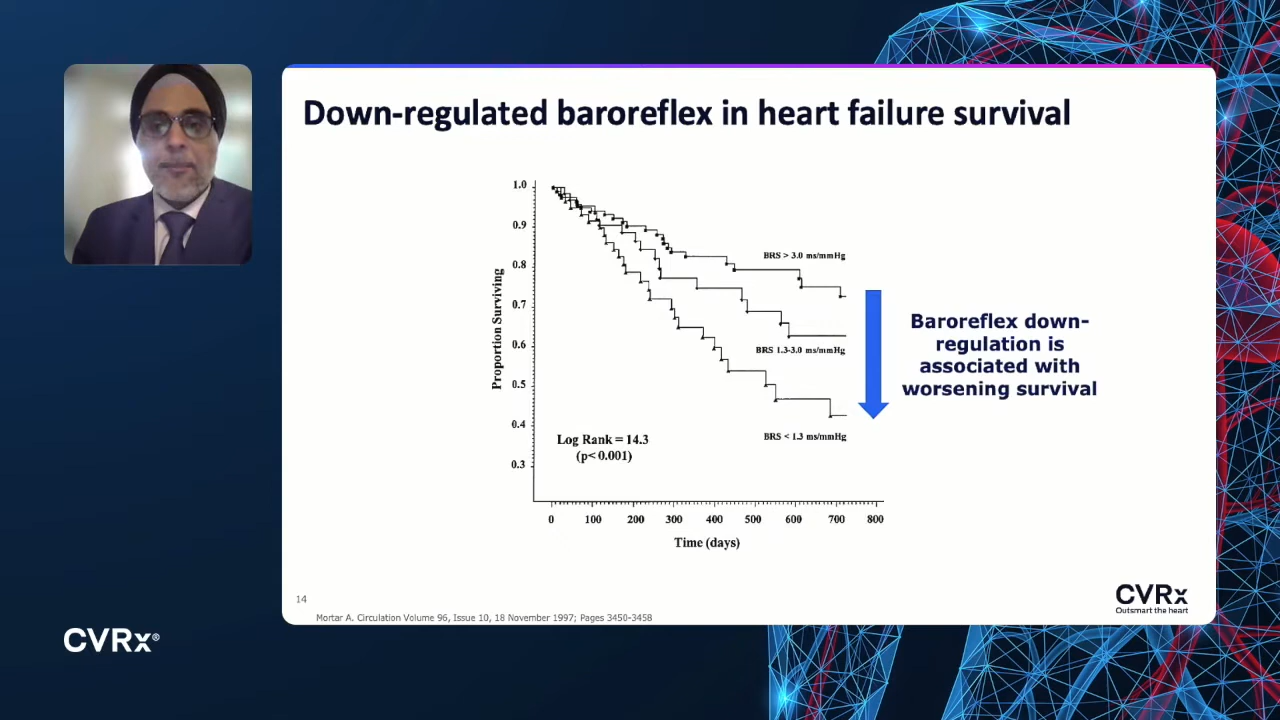 Down-regulated baroreflex in heart failure survival
1.0
0.9
0.8
0.7
0.6
0.5
0.4
0.3
Proportion Surviving
BRS > 3.0 ms/mmHg
BRS 1.3-3.0 ms/mmHg
BRS < 1.3 ms/mmHg
Log Rank = 14.3
(p< 0.001)
0 100 200 300 400 500 600 700 800
Time (days)
Baroreflex down-
regulation is
associated with
worsening survival
14
Mortar A. Circulation Volume 96, Issue 10, 18 November 1997; Pages 3450-3458
CVRx
Outsmart the heart
CVRx®